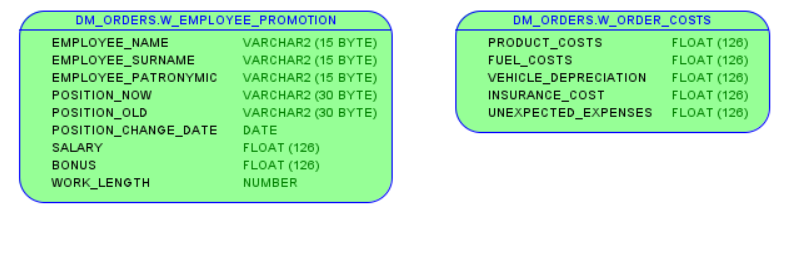 DM_ORDERS.W_EMPLOYEE_PROMOTION
EMPLOYEE_NAME VARCHAR2 (15 BYTE)
EMPLOYEE_SURNAME VARCHAR2 (15 BYTE)
EMPLOYEE_PATRONYMIC VARCHAR2 (15 BYTE)
POSITION_NOW VARCHAR2 (30 BYTE)
POSITION_OLD VARCHAR2 (30 BYTE)
POSITION_CHANGE_DATE DATE
SALARY FLOAT (126)
BONUS FLOAT (126)
WORK_LENGTH NUMBER
DM_ORDERS.W_ORDER_COSTS
PRODUCT_COSTS FLOAT (126)
FUEL_COSTS FLOAT (126)
VEHICLE_DEPRECIATION FLOAT (126)
INSURANCE_COST FLOAT (126)
UNEXPECTED_EXPENSES FLOAT (126)